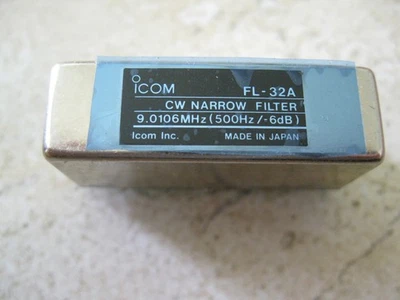 ICOM FL-32A
CW NARROW FILTER
9.0106MHz(500Hz/-6dB)
Icom Inc. MADE IN JAPAN